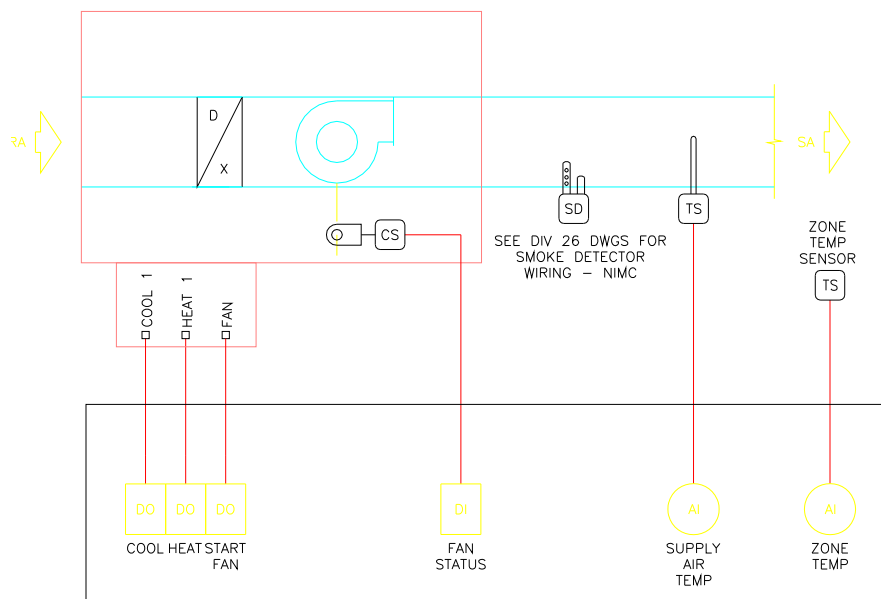 D
X
RA
SA
SD
TS
CS
SEE DIV 26 DWGS FOR
SMOKE DETECTOR
WIRING - NIMC
ZONE
TEMP
SENSOR
TS
COOL 1
HEAT 1
FAN
DO
DO
DO
DI
AI
AI
COOL
HEAT
START
FAN
FAN
STATUS
SUPPLY
AIR
TEMP
ZONE
TEMP